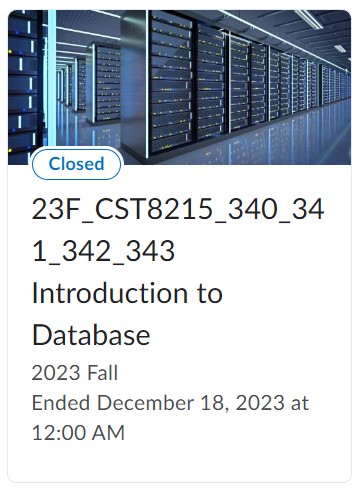 Closed
23F_CST8215_340_34
1_342_343
Introduction to
Database
2023 Fall
Ended December 18, 2023 at
12:00 AM